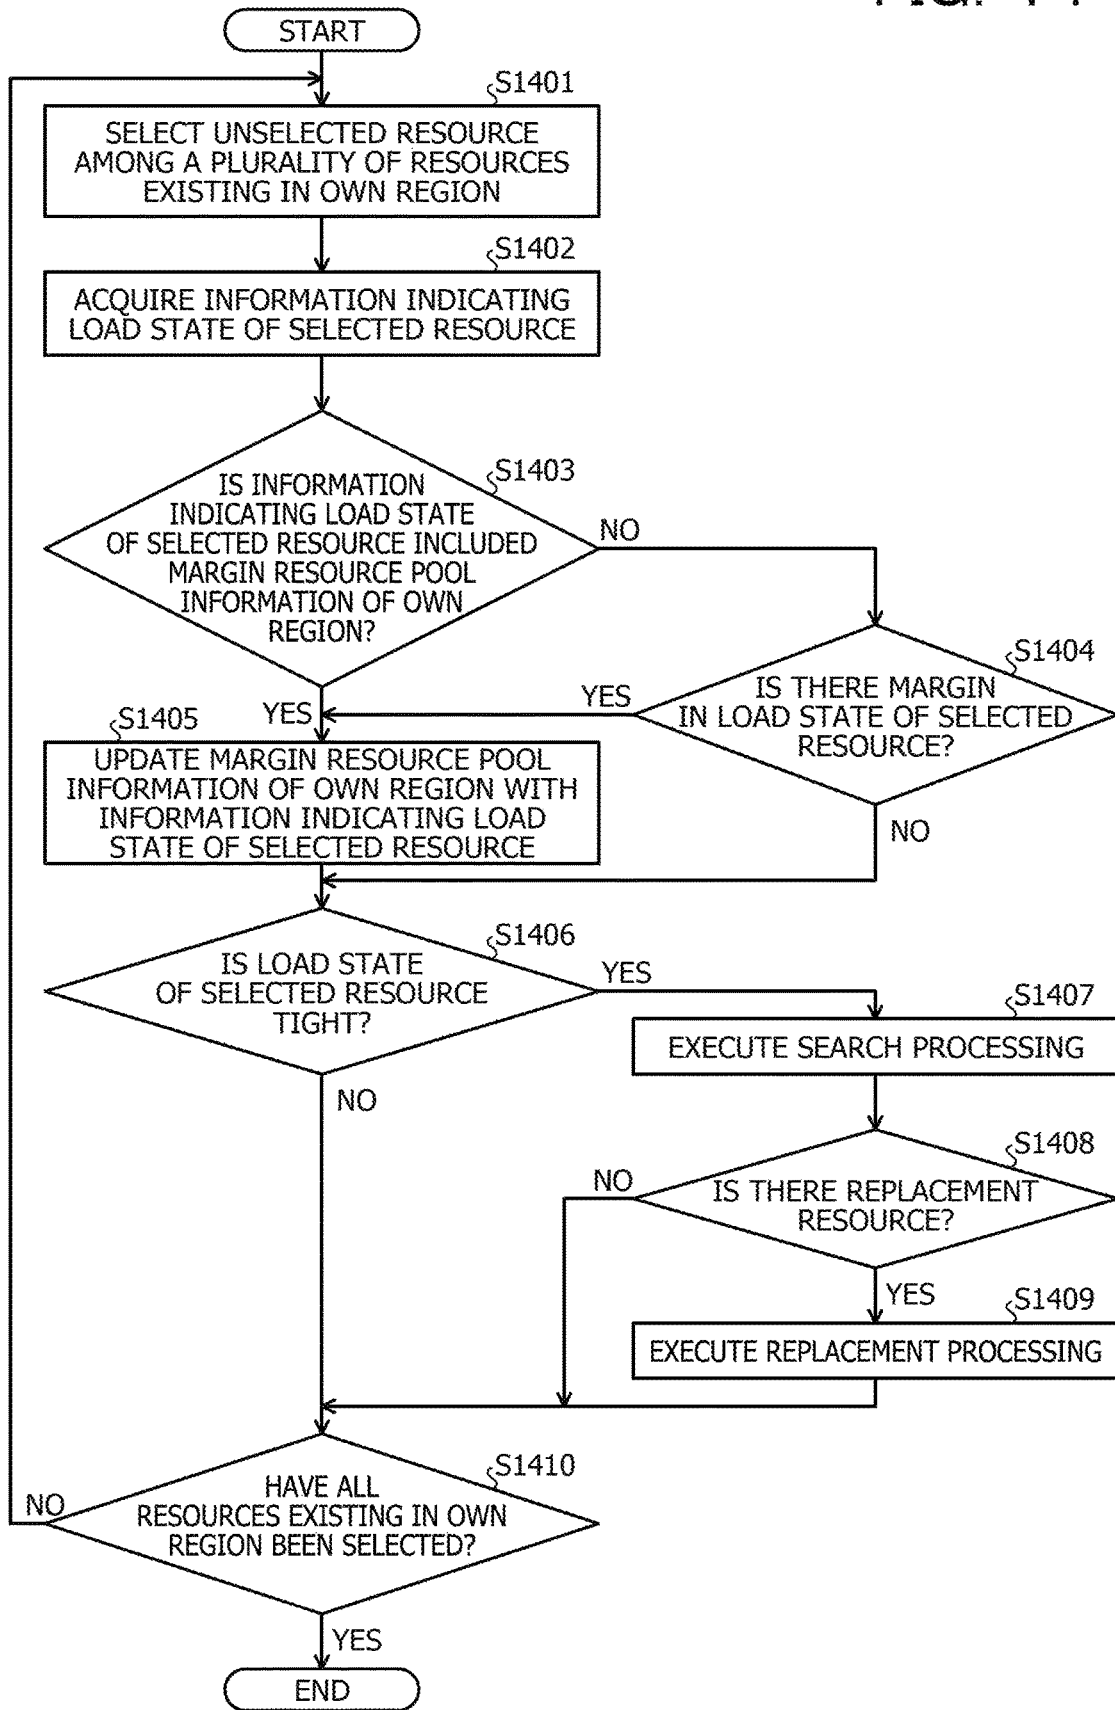 START
S1401
SELECT UNSELECTED RESOURCE
AMONG A PLURALITY OF RESOURCES
EXISTING IN OWN REGION
S1402
ACQUIRE INFORMATION INDICATING
LOAD STATE OF SELECTED RESOURCE
S1403
IS INFORMATION
INDICATING LOAD STATE
OF SELECTED RESOURCE INCLUDED
MARGIN RESOURCE POOL
INFORMATION OF OWN
REGION?
NO
S1404
IS THERE MARGIN
IN LOAD STATE OF SELECTED
RESOURCE?
YES
YES
NO
S1405
UPDATE MARGIN RESOURCE POOL
INFORMATION OF OWN REGION WITH
INFORMATION INDICATING LOAD
STATE OF SELECTED RESOURCE
S1406
IS LOAD STATE
OF SELECTED RESOURCE
TIGHT?
YES
NO
S1407
EXECUTE SEARCH PROCESSING
S1408
IS THERE REPLACEMENT
RESOURCE?
NO
YES
S1409
EXECUTE REPLACEMENT PROCESSING
S1410
HAVE ALL
RESOURCES EXISTING IN OWN
REGION BEEN SELECTED?
NO
YES
END